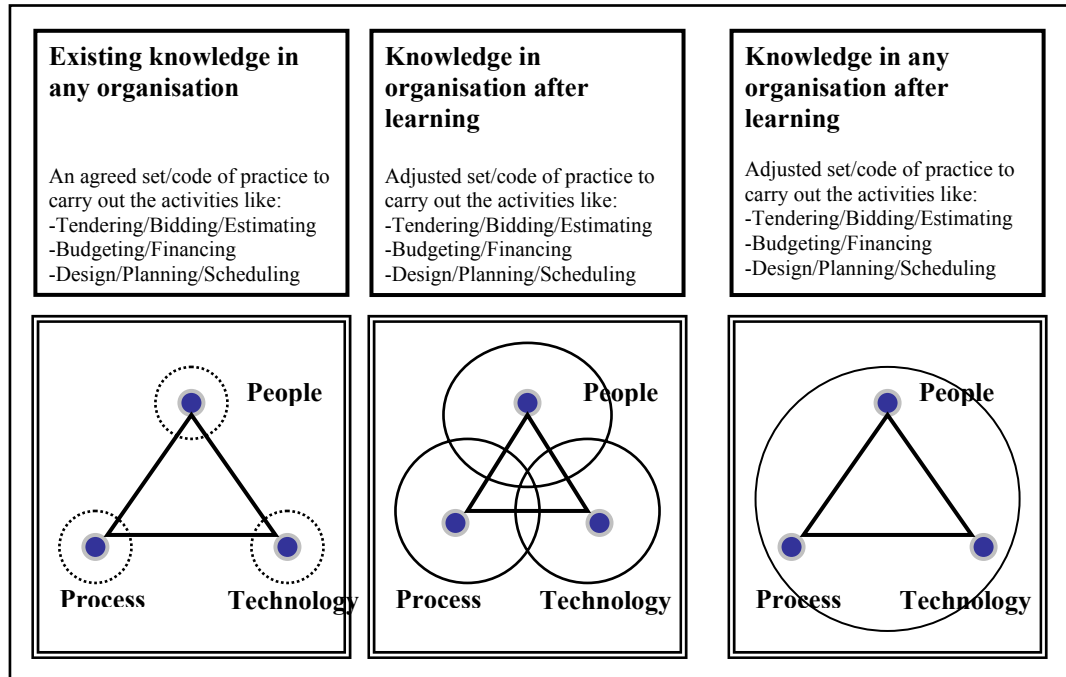 Existing knowledge in
any organisation
An agreed set/code of practice to
carry out the activities like:
-Tendering/Bidding/Estimating
-Budgeting/Financing
-Design/Planning/Scheduling
Knowledge in
organisation after
learning
Adjusted set/code of practice to
carry out the activities like:
-Tendering/Bidding/Estimating
-Budgeting/Financing
-Design/Planning/Scheduling
Knowledge in any
organisation after
learning
Adjusted set/code of practice to
carry out the activities like:
-Tendering/Bidding/Estimating
-Budgeting/Financing
-Design/Planning/Scheduling
People
Process
Technology
People
Process
Technology
People
Process
Technology